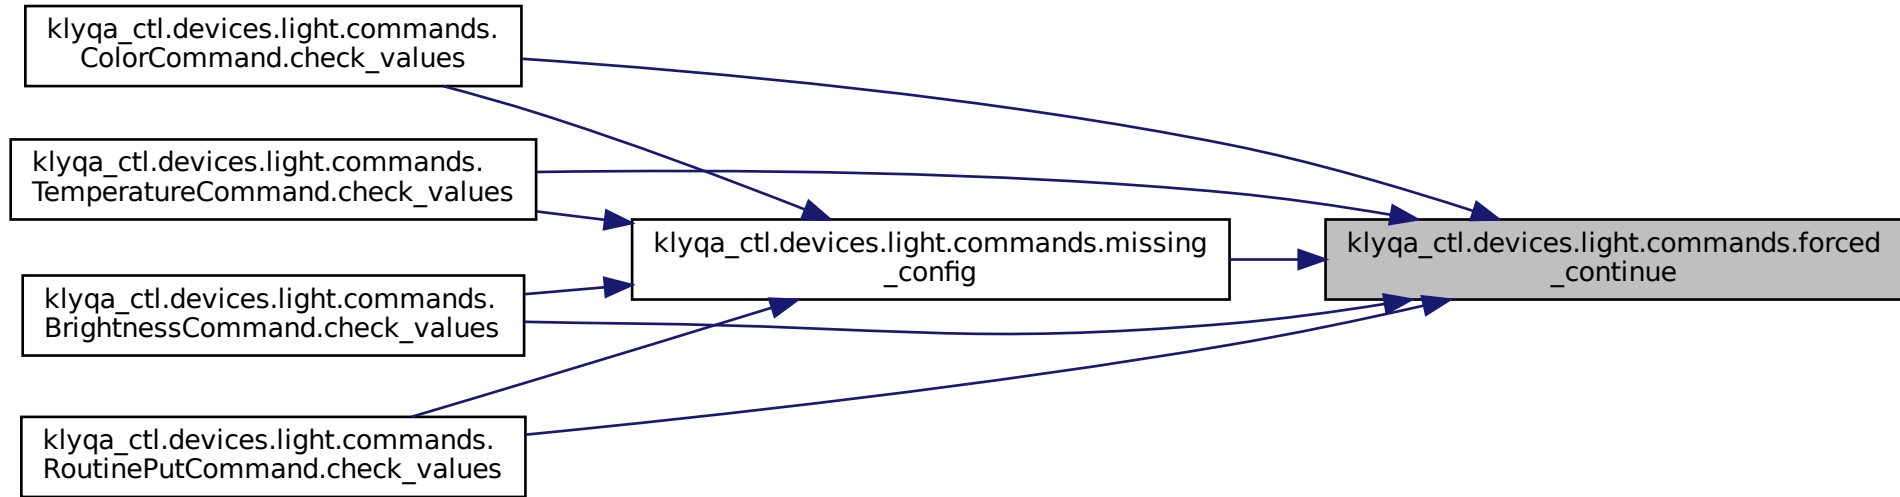 klyqa_ctl.devices.light.commands.
ColorCommand.check_values
klyqa_ctl.devices.light.commands.
TemperatureCommand.check_values
klyqa_ctl.devices.light.commands.missing
_config
klyqa_ctl.devices.light.commands.forced
_continue
klyqa_ctl.devices.light.commands.
BrightnessCommand.check_values
klyqa_ctl.devices.light.commands.
RoutinePutCommand.check_values